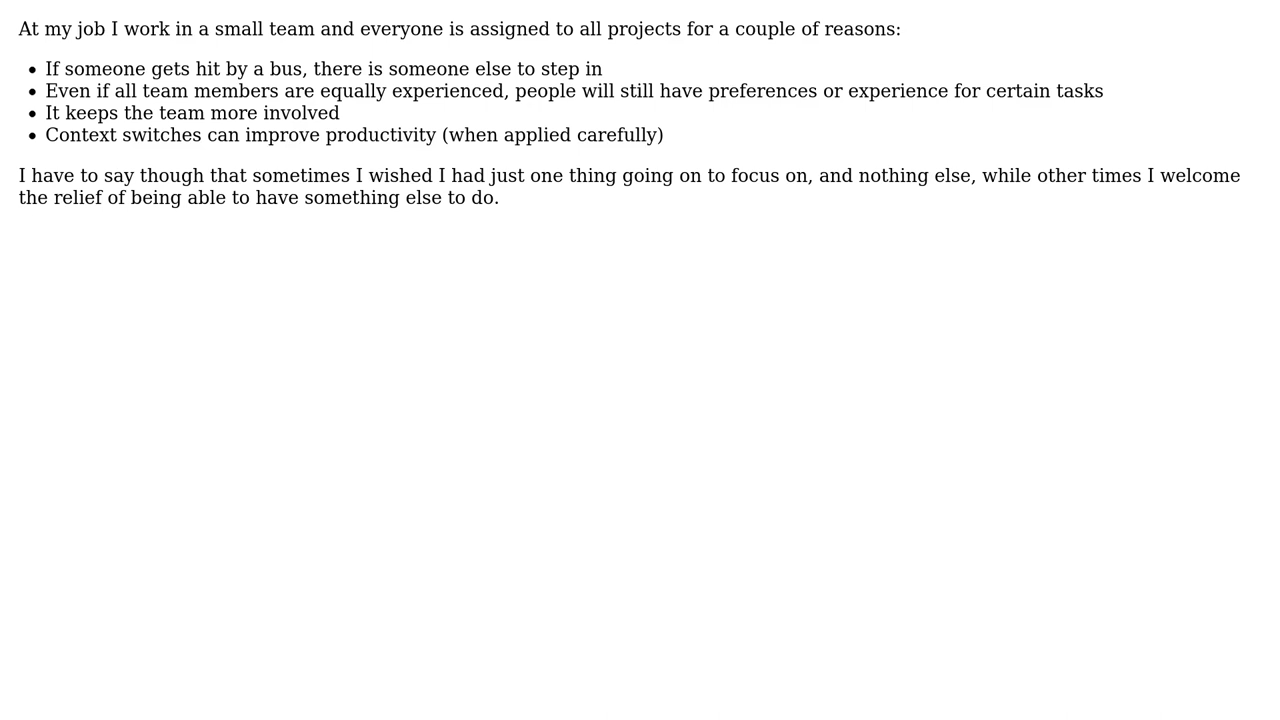 At my job I work in a small team and everyone is assigned to all projects for a couple of reasons:
• If someone gets hit by a bus, there is someone else to step in
• Even if all team members are equally experienced, people will still have preferences or experience for certain tasks
• It keeps the team more involved
• Context switches can improve productivity (when applied carefully)
I have to say though that sometimes I wished I had just one thing going on to focus on, and nothing else, while other times I welcome
the relief of being able to have something else to do.